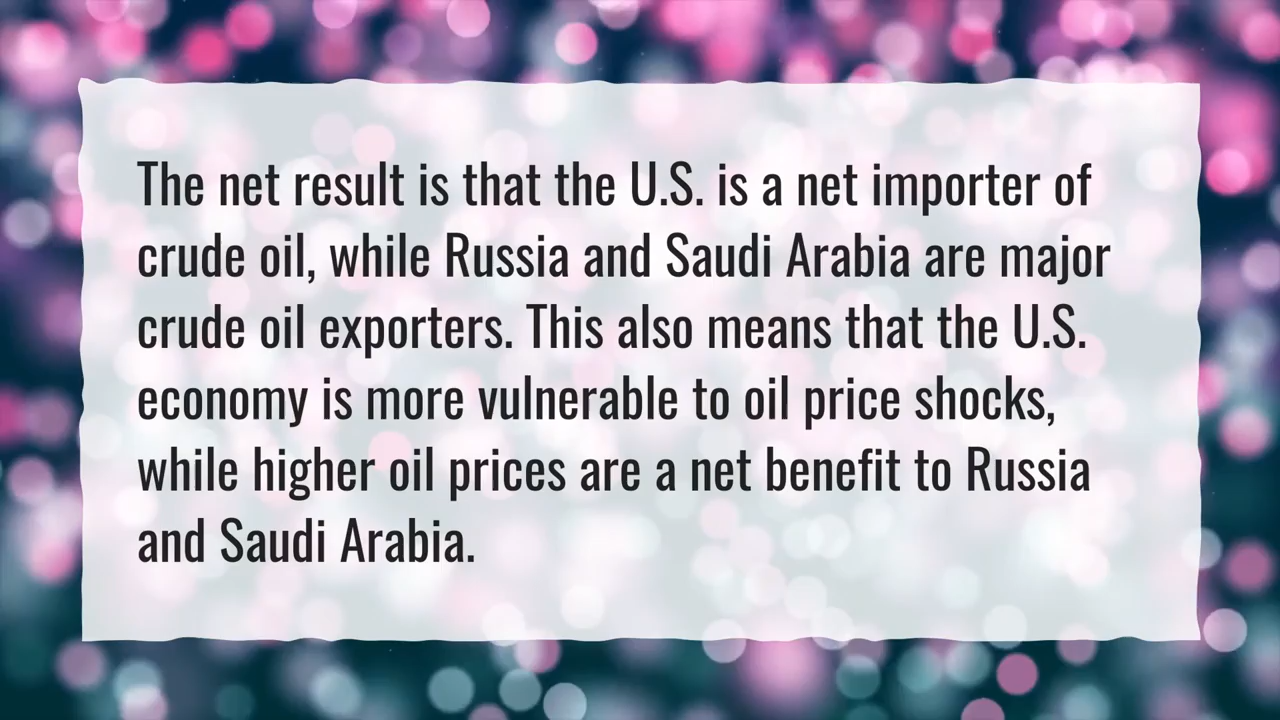 The net result is that the U.S. is a net importer of
crude oil, while Russia and Saudi Arabia are major
crude oil exporters. This also means that the U.S.
economy is more vulnerable to oil price shocks,
while higher oil prices are a net benefit to Russia
and Saudi Arabia.